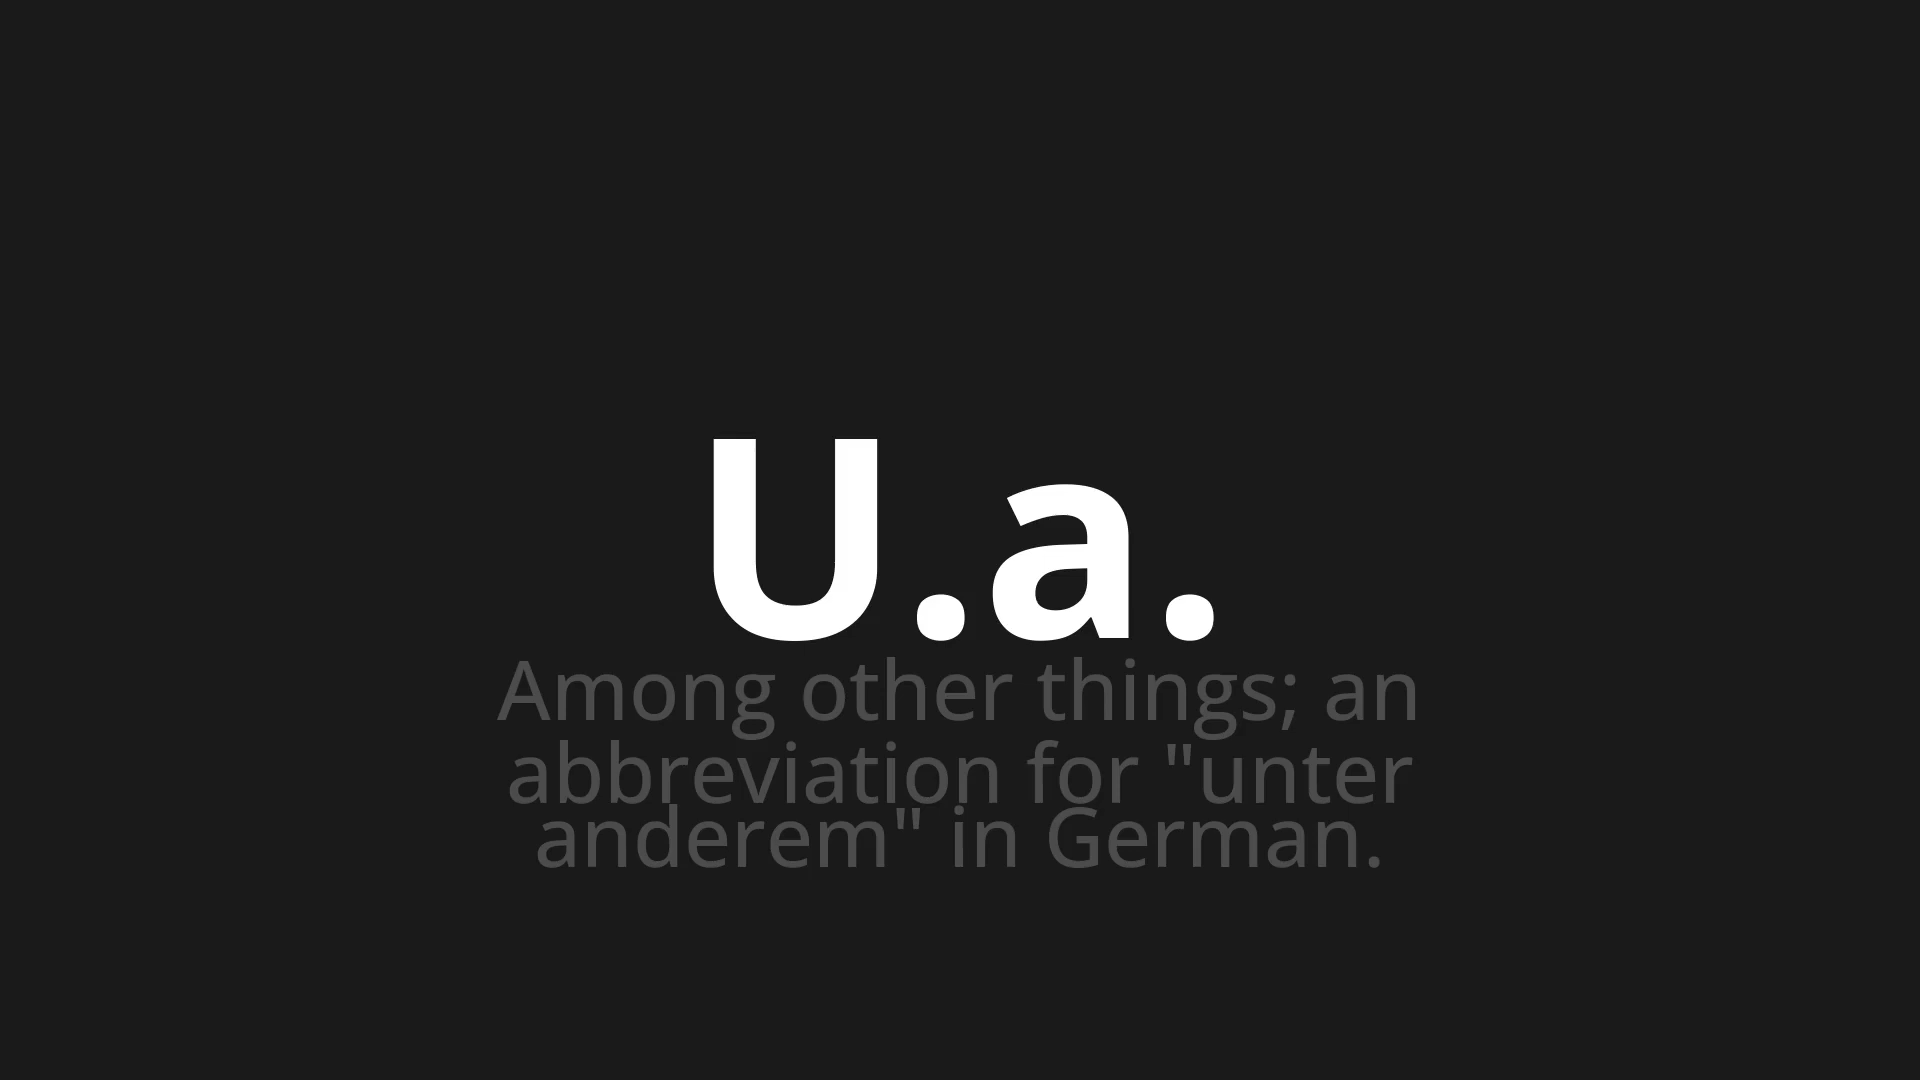 U.a.
Among other things; an
abbreviation for "unter
anderem" in German.